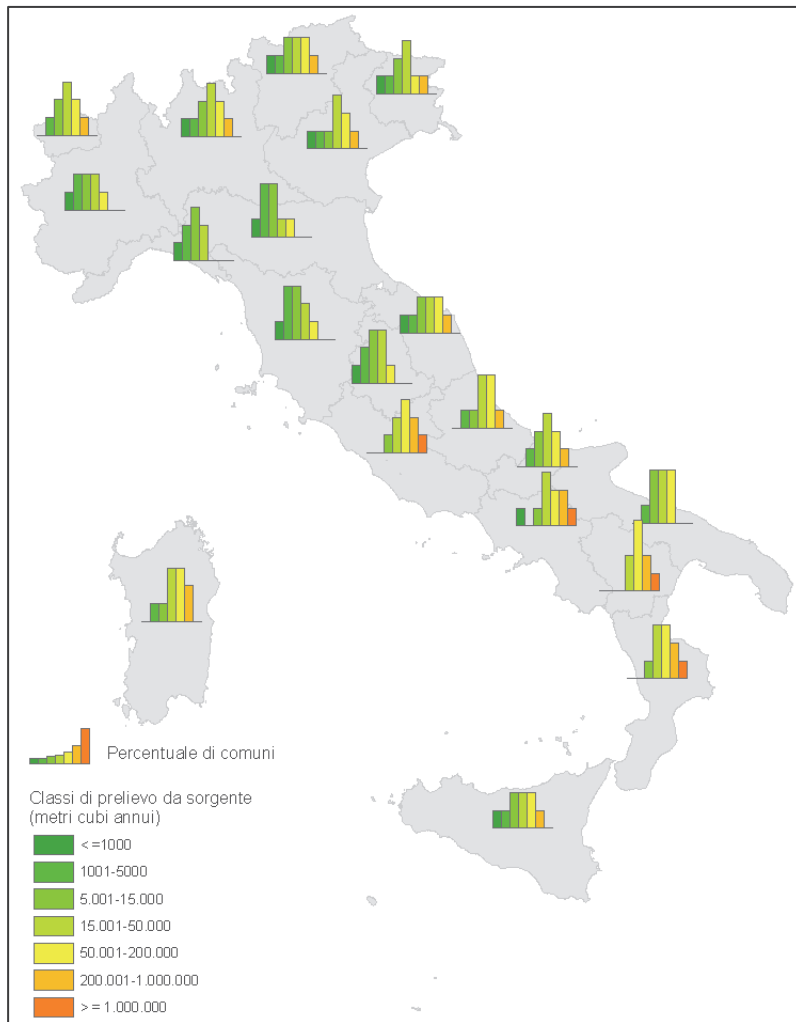 Percentuale di comuni
Classi di prelievo da sorgente
(metri cubi annui)
<=1000
1001-5000
5.001-15.000
15.001-50.000
50.001-200.000
200.001-1.000.000
>= 1.000.000